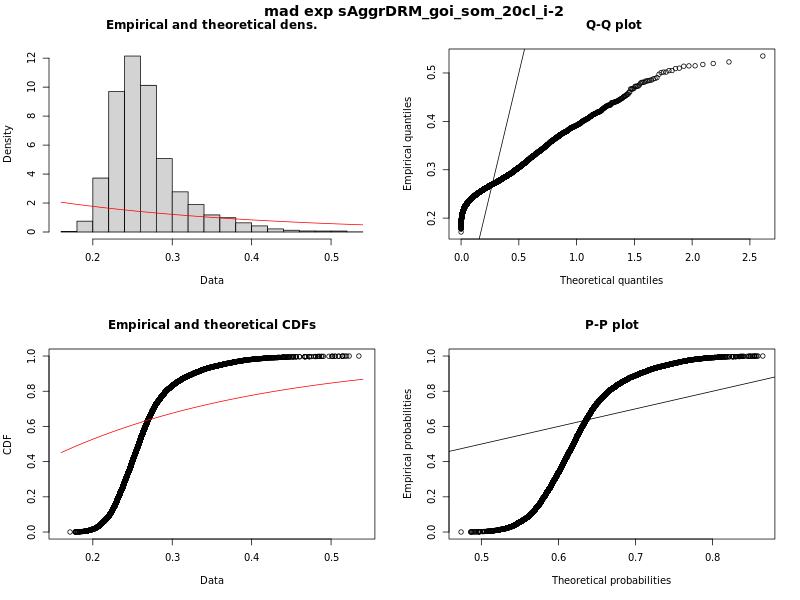 mad exp sAggrDRM_goi_som_20cl_i-2
Empirical and theoretical dens.
Density
0 2 4 6 8 10 12
0.2 0.3 0.4 0.5
Data
Q-Q plot
Empirical quantiles
0.2 0.3 0.4 0.5
0.0 0.5 1.0 1.5 2.0 2.5
Theoretical quantiles
Empirical and theoretical CDFs
CDF
0.0 0.2 0.4 0.6 0.8 1.0
0.2 0.3 0.4 0.5
Data
P-P plot
Empirical probabilities
0.0 0.2 0.4 0.6 0.8 1.0
0.5 0.6 0.7 0.8
Theoretical probabilities